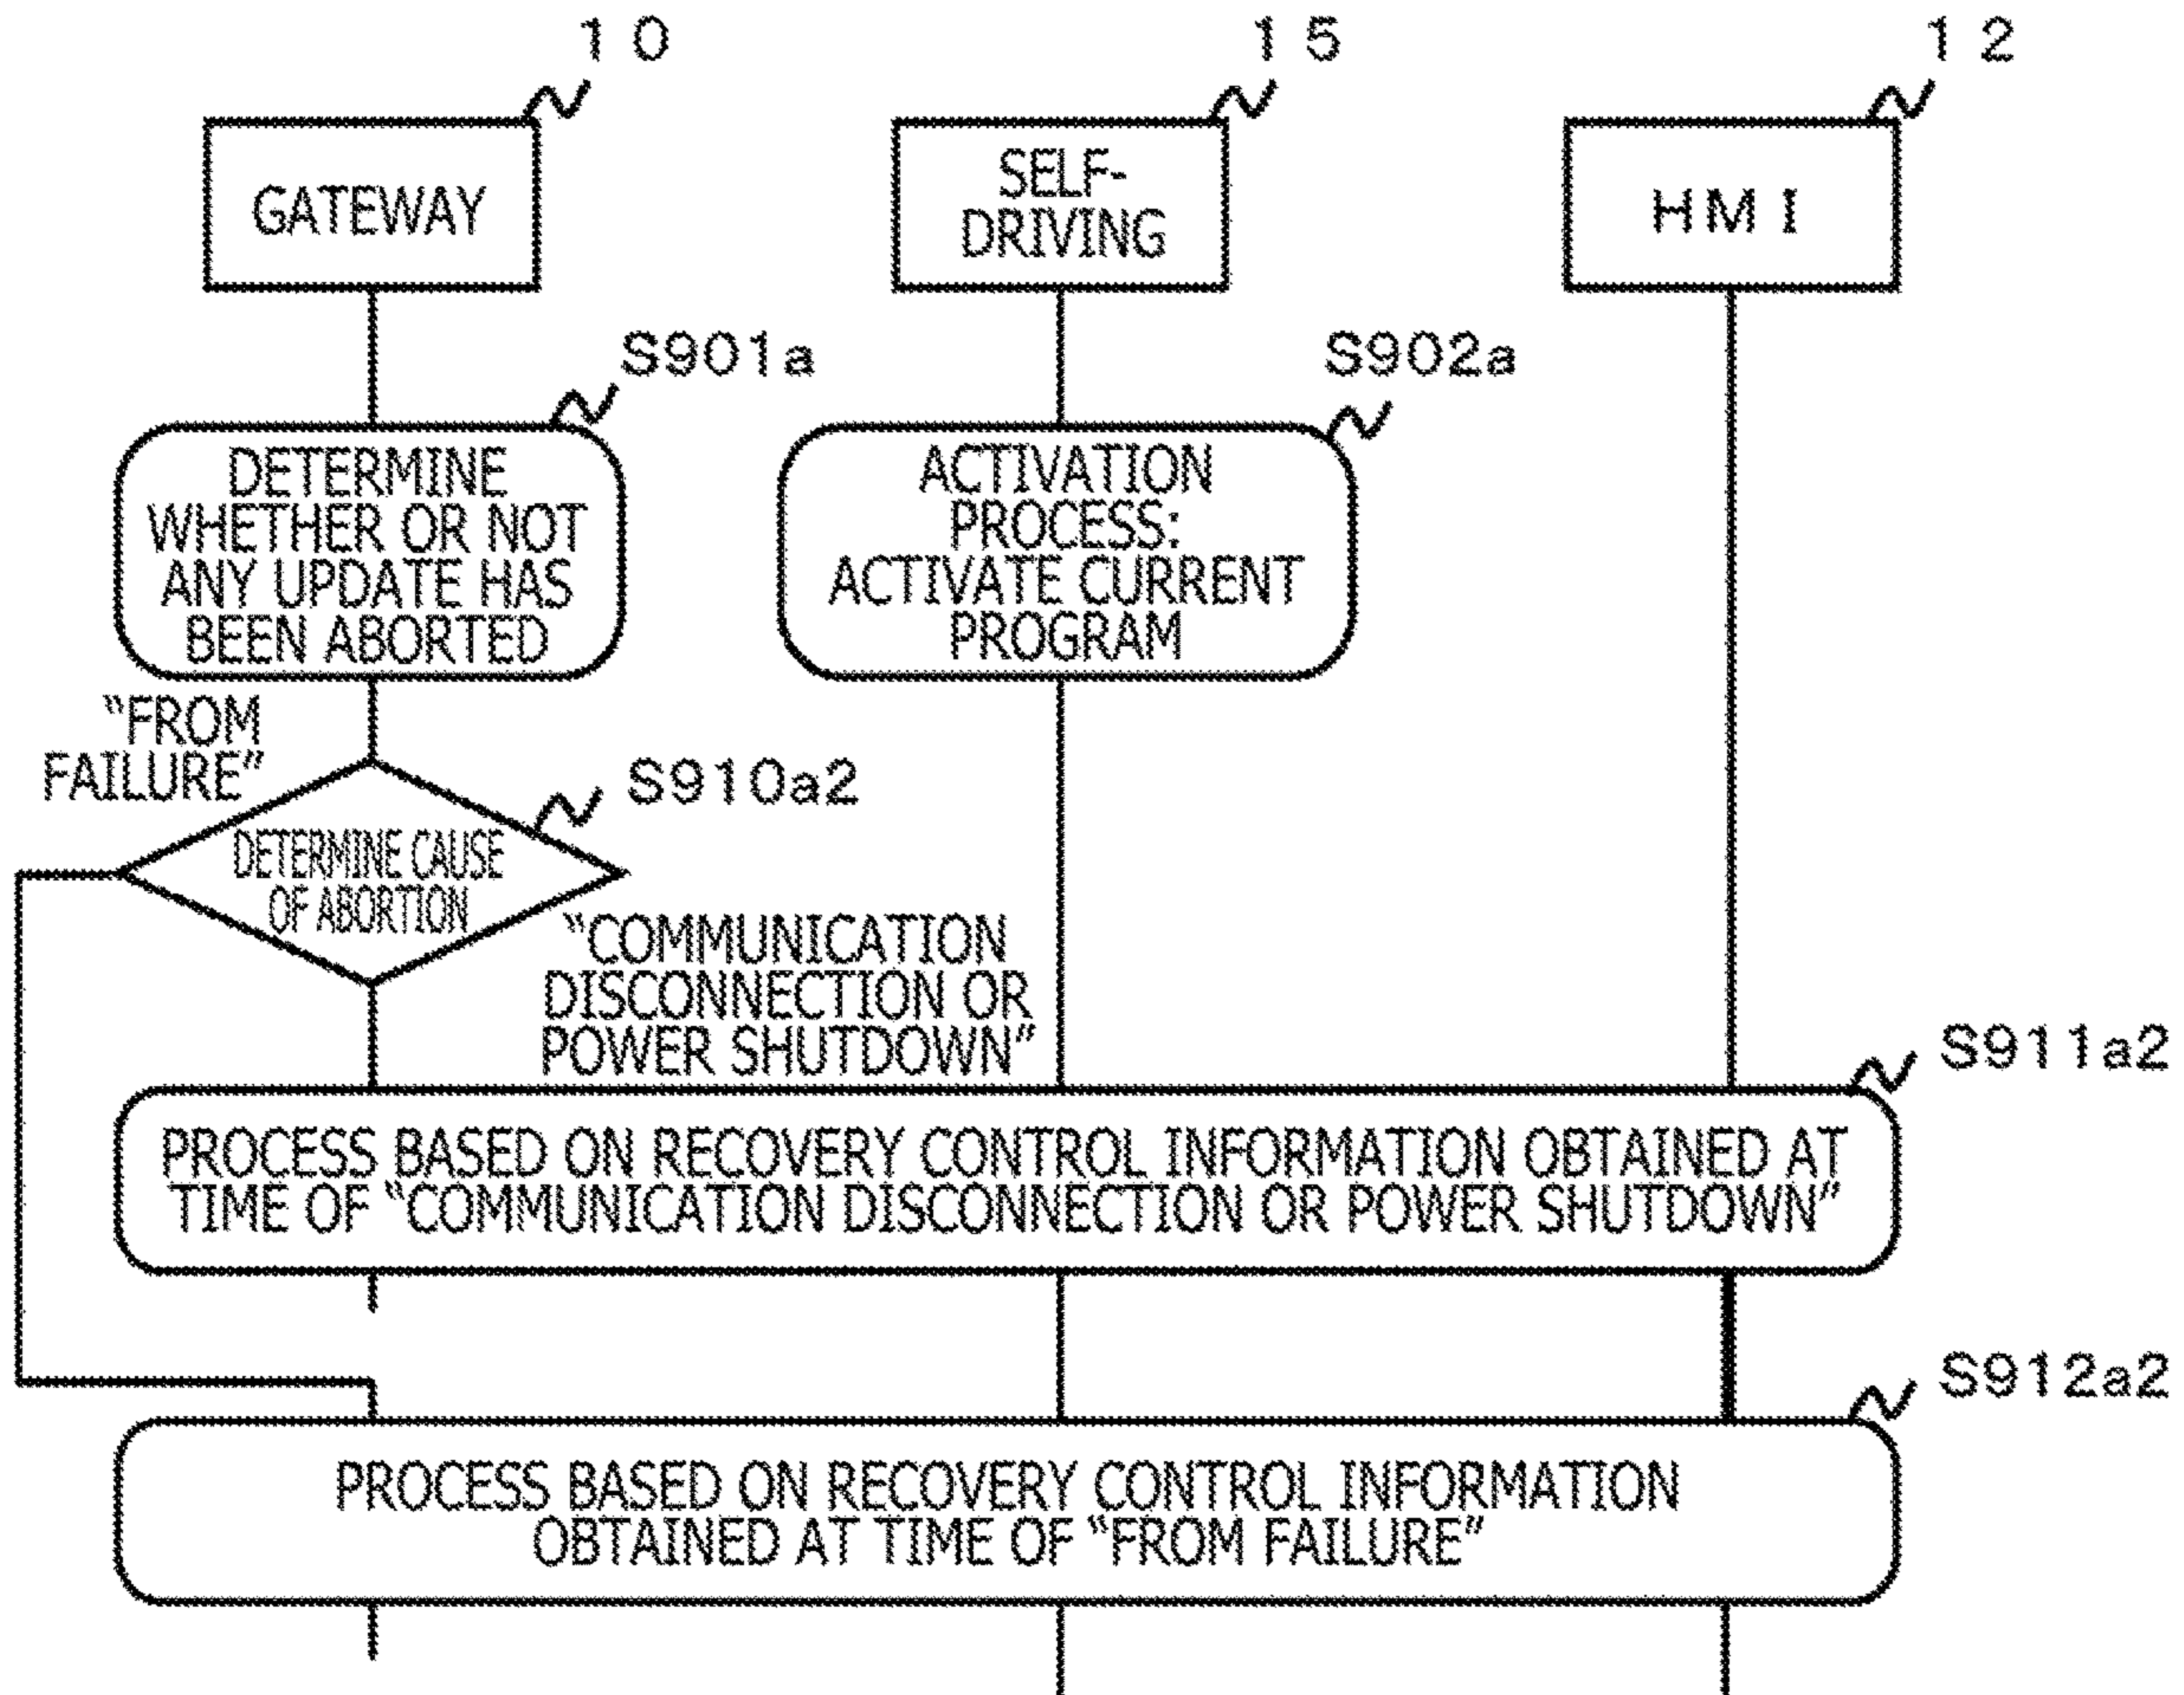 10
15
12
GATEWAY
SELF-
DRIVING
HMI
S901a
S902a
DETERMINE
WHETHER OR NOT
ANY UPDATE HAS
BEEN ABORTED
ACTIVATION
PROCESS:
ACTIVATE CURRENT
PROGRAM
“FROM
FAILURE”
S910a2
DETERMINE CAUSE
OF ABORTION
“COMMUNICATION
DISCONNECTION OR
POWER SHUTDOWN”
S911a2
PROCESS BASED ON RECOVERY CONTROL INFORMATION OBTAINED AT
TIME OF “COMMUNICATION DISCONNECTION OR POWER SHUTDOWN”
S912a2
PROCESS BASED ON RECOVERY CONTROL INFORMATION
OBTAINED AT TIME OF “FROM FAILURE”